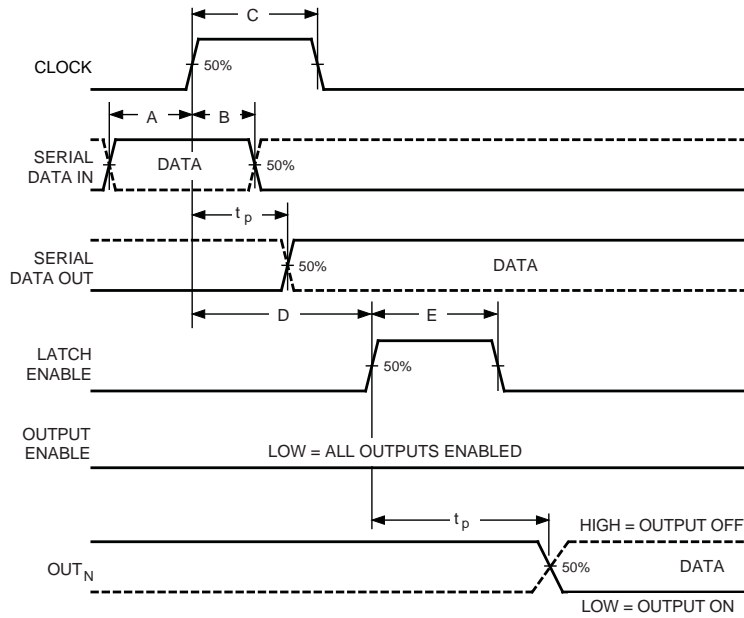 C
CLOCK
50%
A
B
SERIAL
DATA IN
DATA
50%
t p
SERIAL
DATA OUT
50%
DATA
D
E
LATCH
ENABLE
50%
OUTPUT
ENABLE
LOW = ALL OUTPUTS ENABLED
t p
HIGH = OUTPUT OFF
OUT N
50%
DATA
LOW = OUTPUT ON